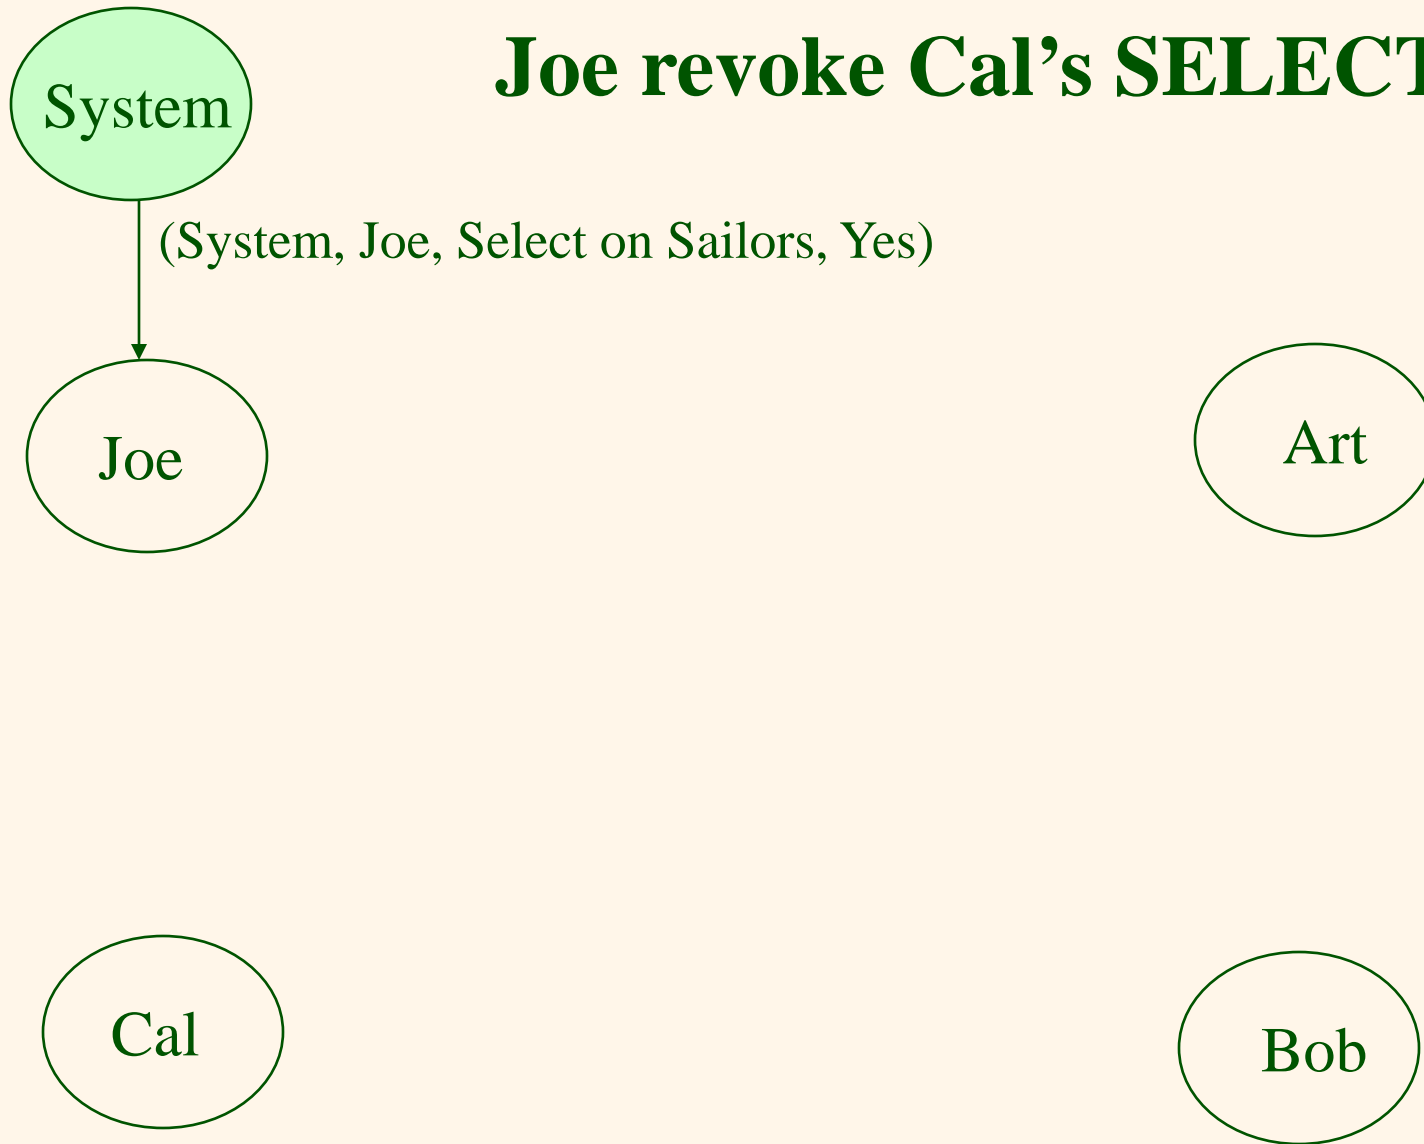 Joe revoke Cal’s SELECT
System
(System, Joe, Select on Sailors, Yes)
Joe
Art
Cal
Bob